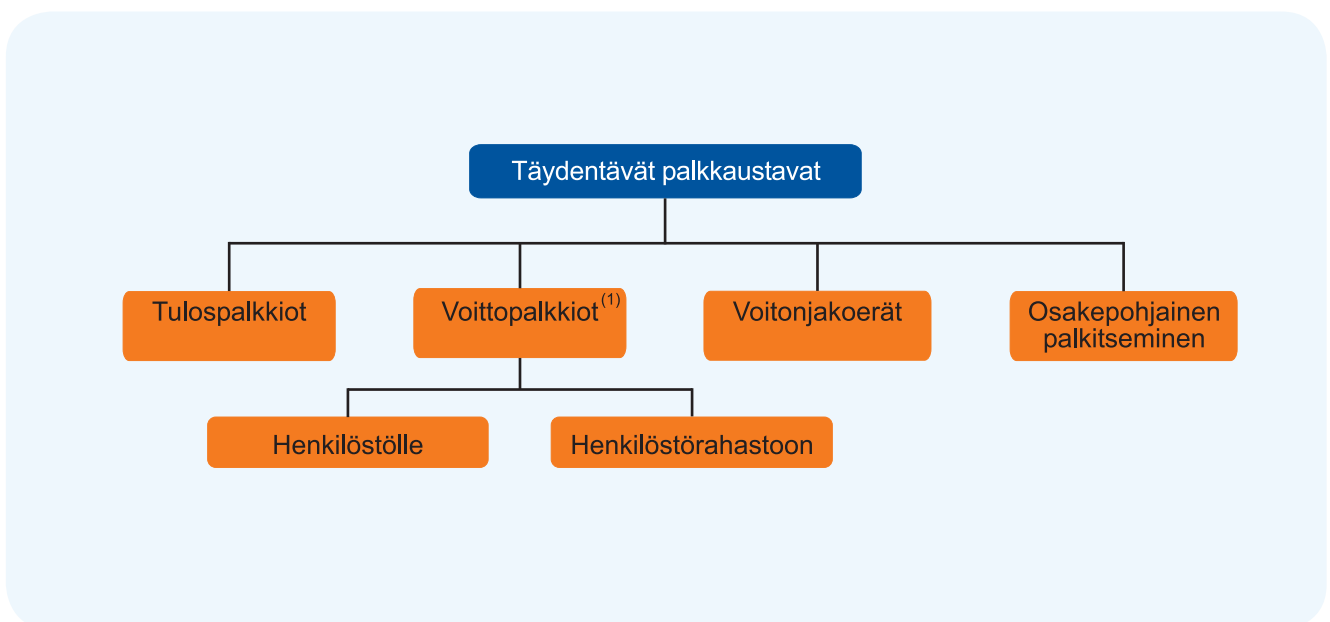 Täydentävät palkkaustavat
Tulospalkkiot
Voittopalkkiot(1)
Voitonjakoerät
Osakepohjainen
palkitseminen
Henkilöstölle
Henkilöstörahastoon